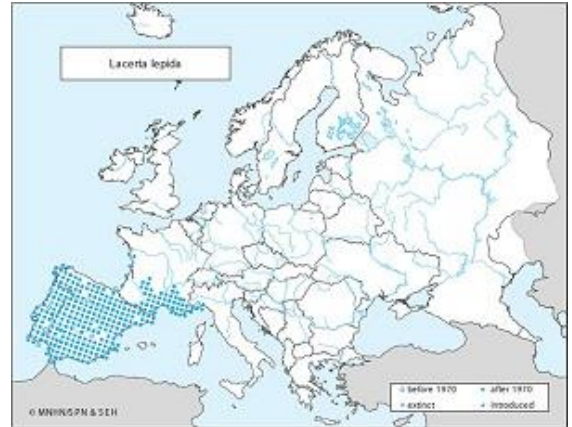 Lacerta lepida
before 1970 after 1970
extinct introduced
© MNHN/SPN & SEH